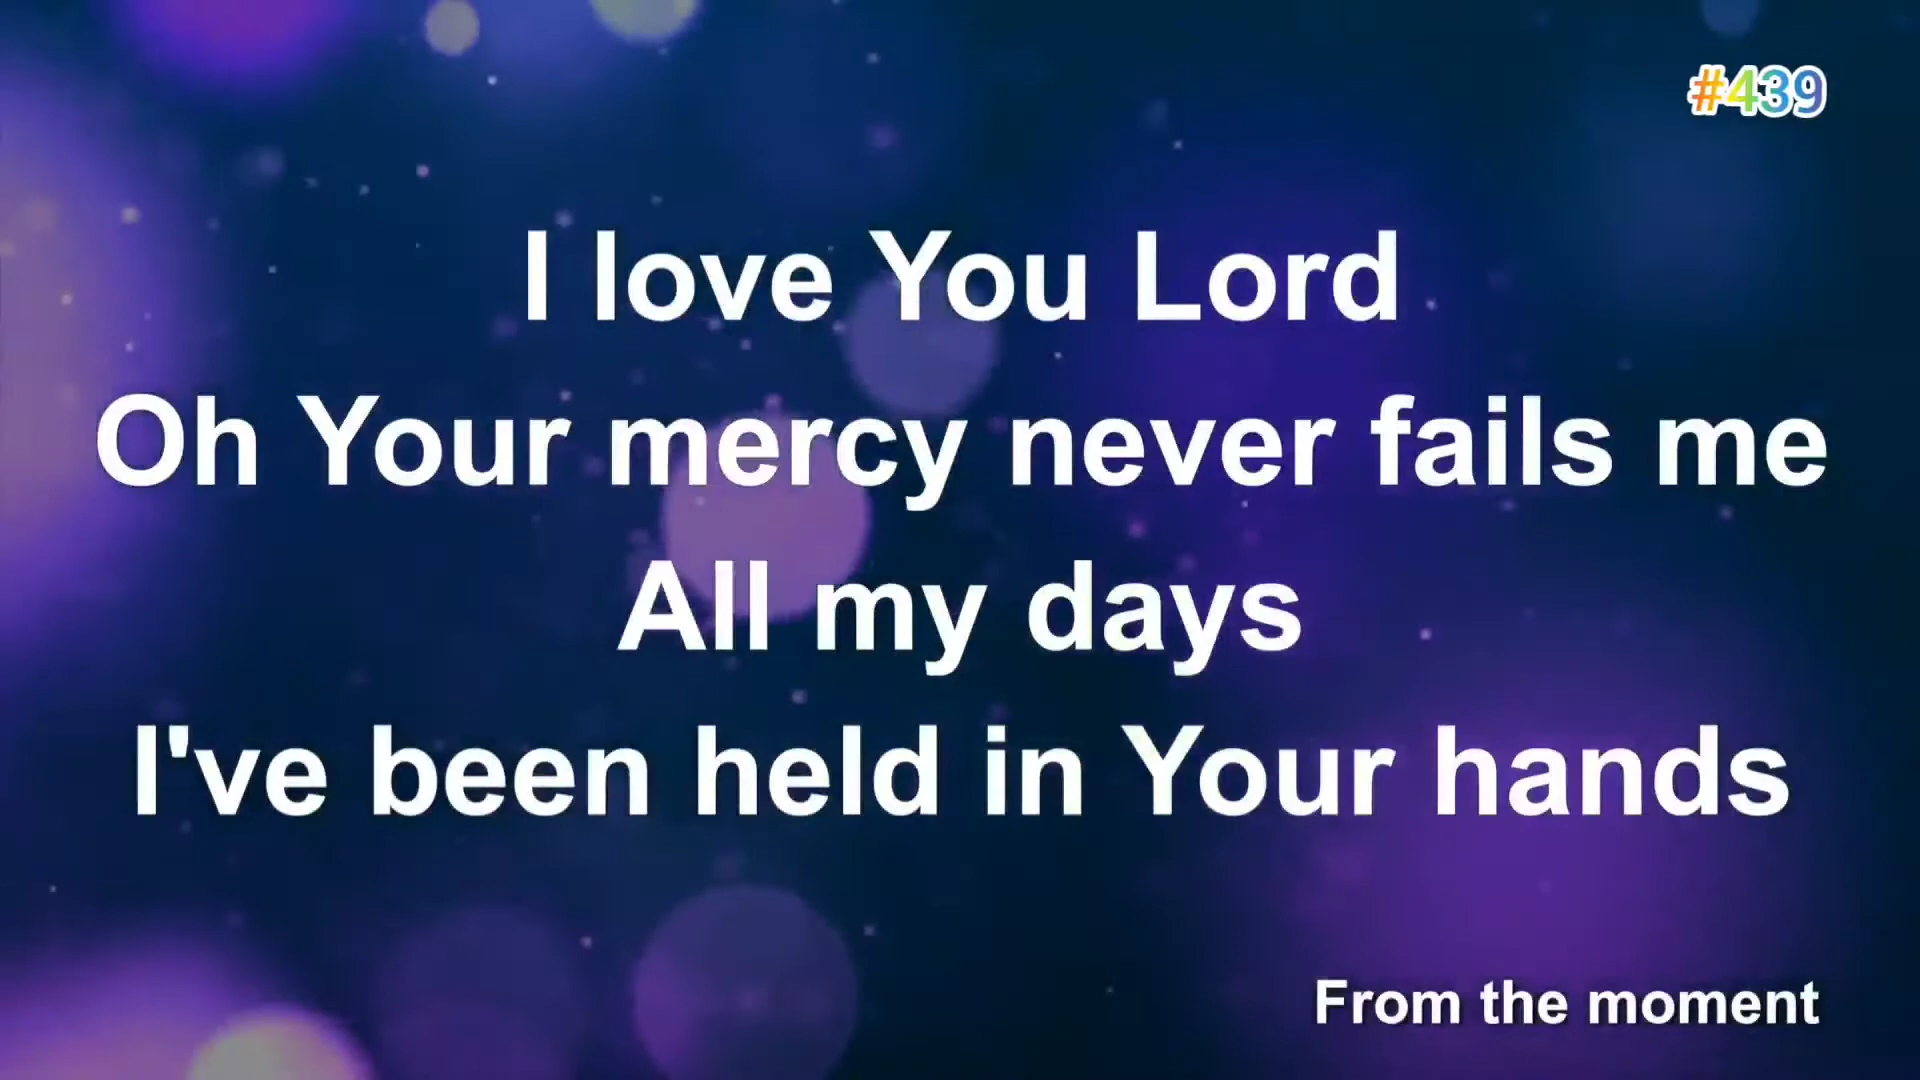 #439
I love You Lord
Oh Your mercy never fails me
All my days
I've been held in Your hands
From the moment